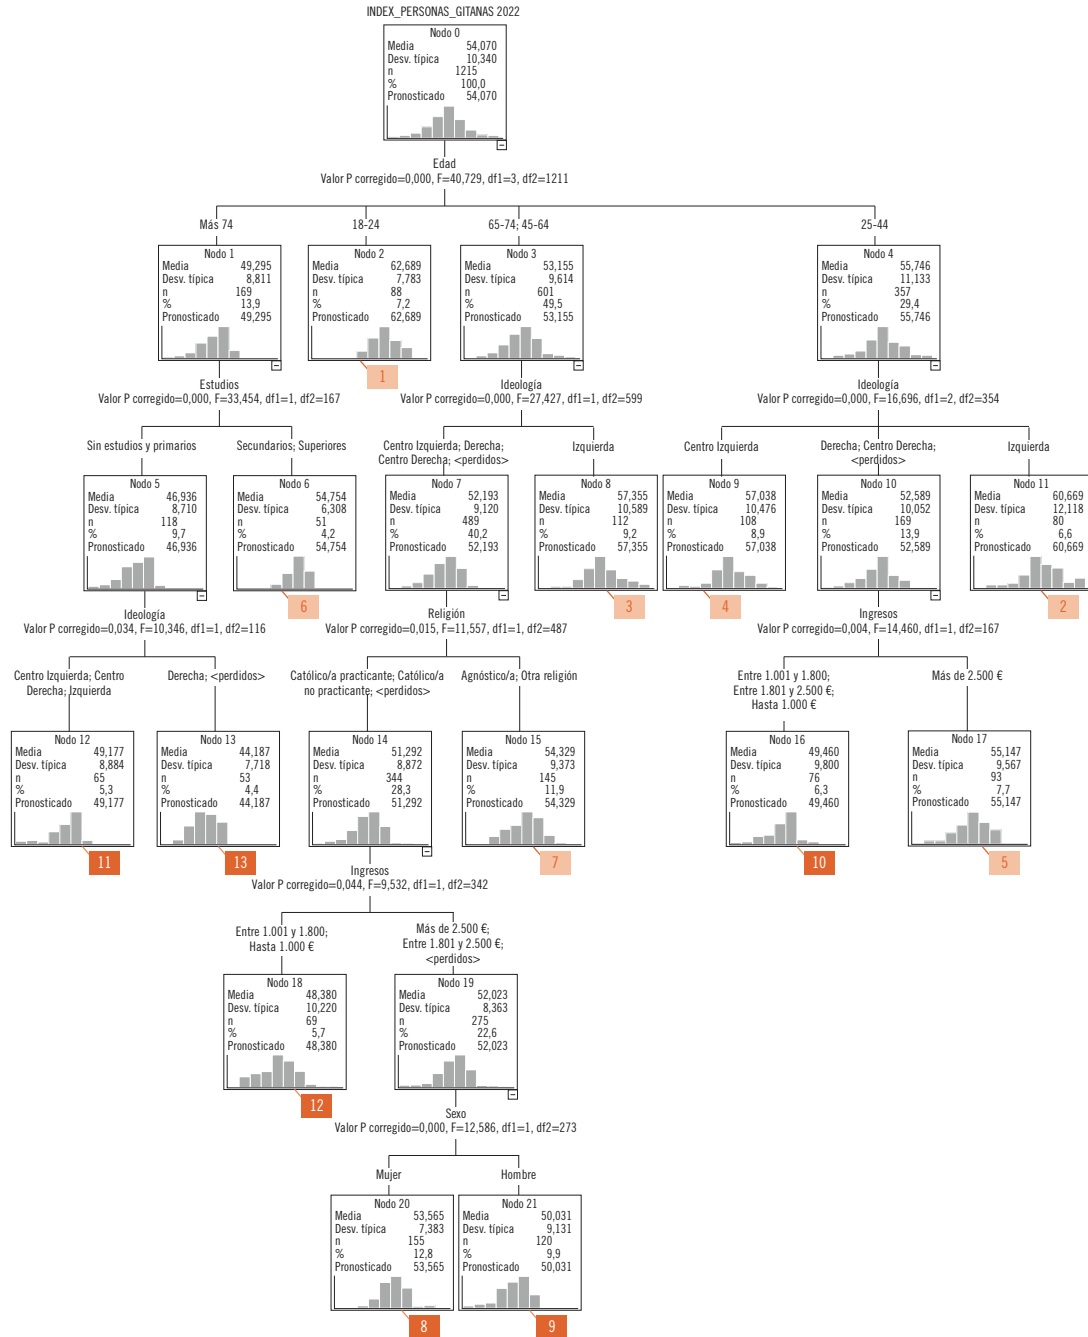 INDEX_PERSONAS_GITANAS 2022
Nodo 0
Media 54,070
Desv. típica 10,340
n 1215
% 100,0
Pronosticado 54,070
Edad
Valor P corregido=0,000, F=40,729, df1=3, df2=1211
Más 74
18-24
65-74; 45-64
25-44
Nodo 1
Media 49,295
Desv. típica 8,811
n 169
% 13,9
Pronosticado 49,295
Nodo 2
Media 62,689
Desv. típica 7,783
n 88
% 7,2
Pronosticado 62,689
1
Nodo 3
Media 53,155
Desv. típica 9,614
n 601
% 49,5
Pronosticado 53,155
Nodo 4
Media 55,746
Desv. típica 11,133
n 357
% 29,4
Pronosticado 55,746
Estudios
Valor P corregido=0,000, F=33,454, df1=1, df2=167
Ideología
Valor P corregido=0,000, F=27,427, df1=1, df2=599
Ideología
Valor P corregido=0,000, F=16,696, df1=2, df2=354
Sin estudios y primarios
Secundarios; Superiores
Centro Izquierda; Derecha;
Centro Derecha; <perdidos>
Izquierda
Centro Izquierda
Derecha; Centro Derecha;
<perdidos>
Izquierda
Nodo 5
Media 46,936
Desv. típica 8,710
n 118
% 9,7
Pronosticado 46,936
Nodo 6
Media 54,754
Desv. típica 6,308
n 51
% 4,2
Pronosticado 54,754
6
Nodo 7
Media 52,193
Desv. típica 9,120
n 489
% 40,2
Pronosticado 52,193
Nodo 8
Media 57,355
Desv. típica 10,589
n 112
% 9,2
Pronosticado 57,355
3
Nodo 9
Media 57,038
Desv. típica 10,476
n 108
% 8,9
Pronosticado 57,038
4
Nodo 10
Media 52,589
Desv. típica 10,052
n 169
% 13,9
Pronosticado 52,589
Nodo 11
Media 60,669
Desv. típica 12,118
n 80
% 6,6
Pronosticado 60,669
2
Ideología
Valor P corregido=0,034, F=10,346, df1=1, df2=116
Religión
Valor P corregido=0,015, F=11,557, df1=1, df2=487
Ingresos
Valor P corregido=0,004, F=14,460, df1=1, df2=167
Centro Izquierda; Centro
Derecha; Izquierda
Derecha; <perdidos>
Católico/a practicante; Católico/a
no practicante; <perdidos>
Agnóstico/a; Otra religión
Entre 1.001 y 1.800;
Entre 1.801 y 2.500 €;
Hasta 1.000 €
Más de 2.500 €
Nodo 12
Media 49,177
Desv. típica 8,884
n 65
% 5,3
Pronosticado 49,177
11
Nodo 13
Media 44,187
Desv. típica 7,718
n 53
% 4,4
Pronosticado 44,187
13
Nodo 14
Media 51,292
Desv. típica 8,872
n 344
% 28,3
Pronosticado 51,292
Nodo 15
Media 54,329
Desv. típica 9,373
n 145
% 11,9
Pronosticado 54,329
7
Nodo 16
Media 49,460
Desv. típica 9,800
n 76
% 6,3
Pronosticado 49,460
10
Nodo 17
Media 55,147
Desv. típica 9,567
n 93
% 7,7
Pronosticado 55,147
5
Ingresos
Valor P corregido=0,044, F=9,532, df1=1, df2=342
Entre 1.001 y 1.800;
Hasta 1.000 €
Más de 2.500 €;
Entre 1.801 y 2.500 €;
<perdidos>
Nodo 18
Media 48,380
Desv. típica 10,220
n 69
% 5,7
Pronosticado 48,380
12
Nodo 19
Media 52,023
Desv. típica 8,363
n 275
% 22,6
Pronosticado 52,023
Sexo
Valor P corregido=0,000, F=12,586, df1=1, df2=273
Mujer
Hombre
Nodo 20
Media 53,565
Desv. típica 7,383
n 155
% 12,8
Pronosticado 53,565
8
Nodo 21
Media 50,031
Desv. típica 9,131
n 120
% 9,9
Pronosticado 50,031
9